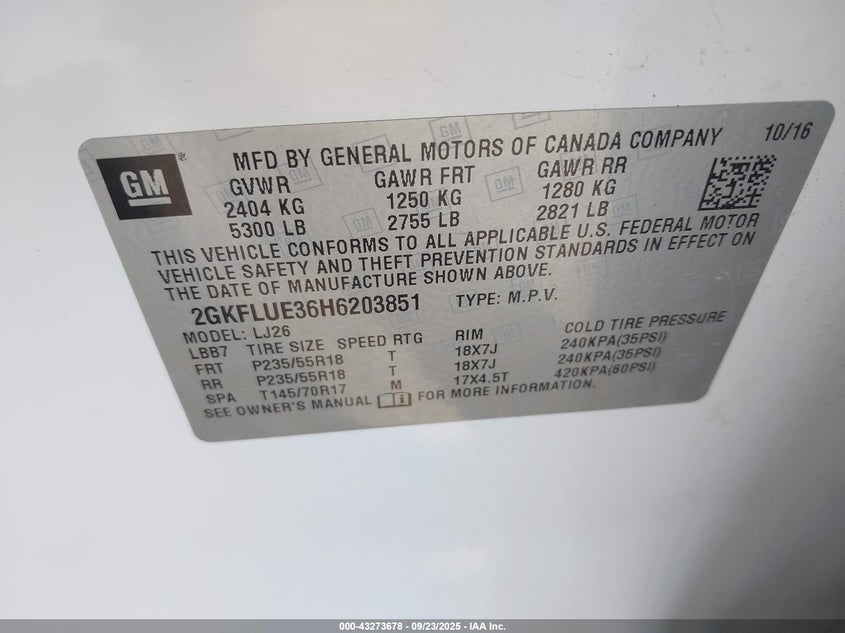 GM
®
MFD BY GENERAL MOTORS OF CANADA COMPANY 10/16
GVWR GAWR FRT GAWR RR
2404 KG 1250 KG 1280 KG
5300 LB 2755 LB 2821 LB
THIS VEHICLE CONFORMS TO ALL APPLICABLE U.S. FEDERAL MOTOR
VEHICLE SAFETY AND THEFT PREVENTION STANDARDS IN EFFECT ON
THE DATE OF MANUFACTURE SHOWN ABOVE.
2GKFLUE36H6203851 TYPE: M.P.V.
MODEL: LJ26
LBB7 TIRE SIZE SPEED RTG RIM COLD TIRE PRESSURE
FRT P235/55R18 T 18X7J 240KPA(35PSI)
RR P235/55R18 T 18X7J 240KPA(35PSI)
SPA T145/70R17 M 17X4.5T 420KPA(60PSI)
SEE OWNER'S MANUAL FOR MORE INFORMATION.
000-43273678 - 09/23/2025 - IAA Inc.